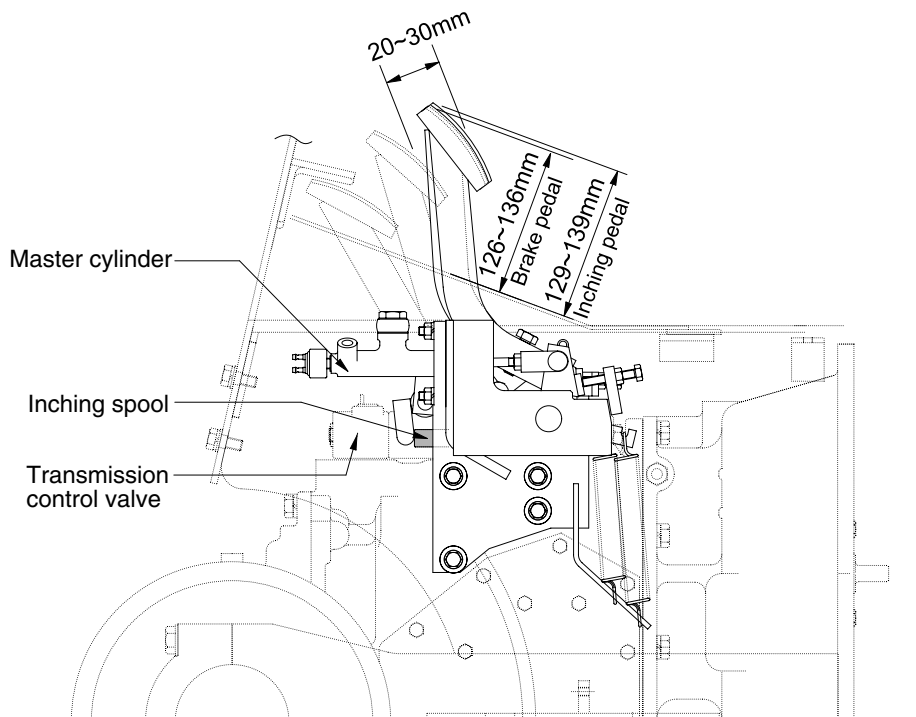 20~30mm
126~136mm
Brake pedal
129~139mm
Inching pedal
Master cylinder
Inching spool
Transmission
control valve